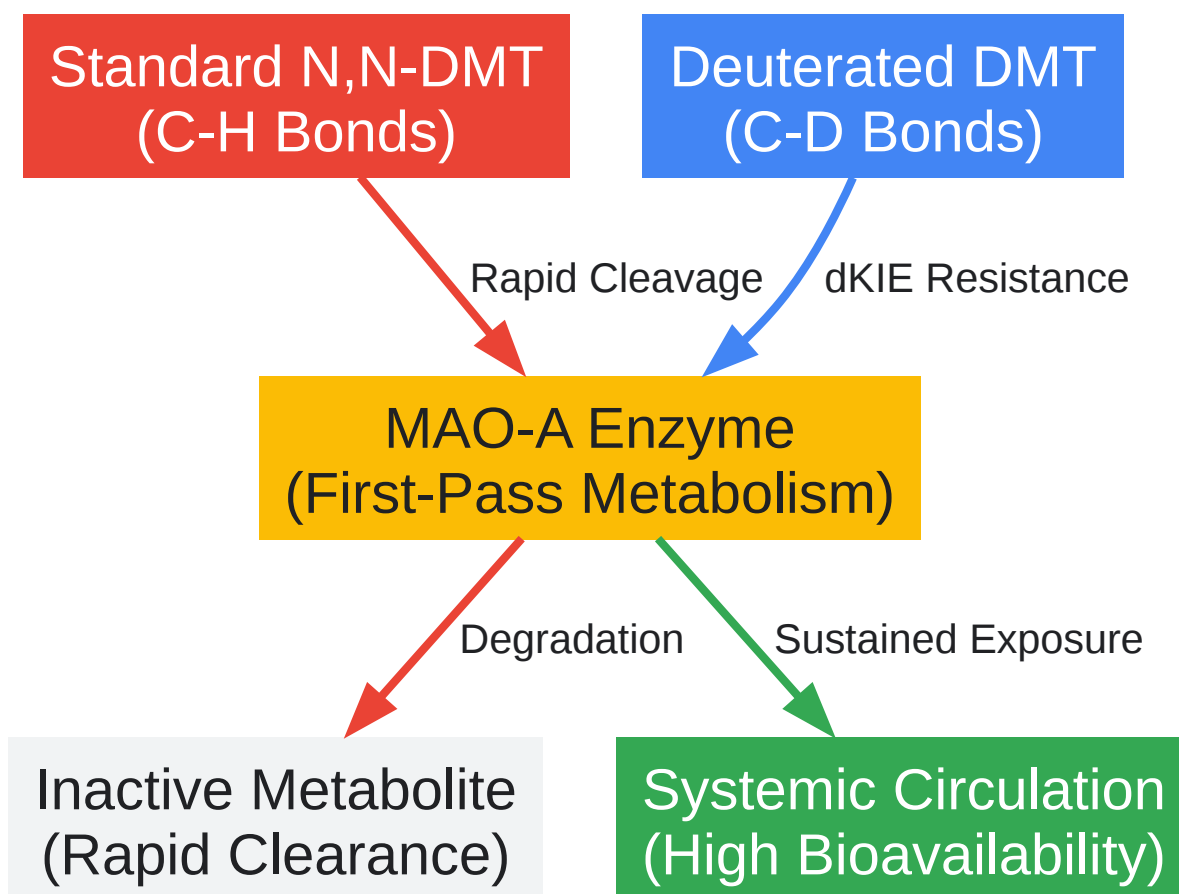 Standard N,N-DMT
(C-H Bonds)
Deuterated DMT
(C-D Bonds)
Rapid Cleavage
dKIE Resistance
MAO-A Enzyme
(First-Pass Metabolism)
Degradation
Sustained Exposure
Inactive Metabolite
(Rapid Clearance)
Systemic Circulation
(High Bioavailability)